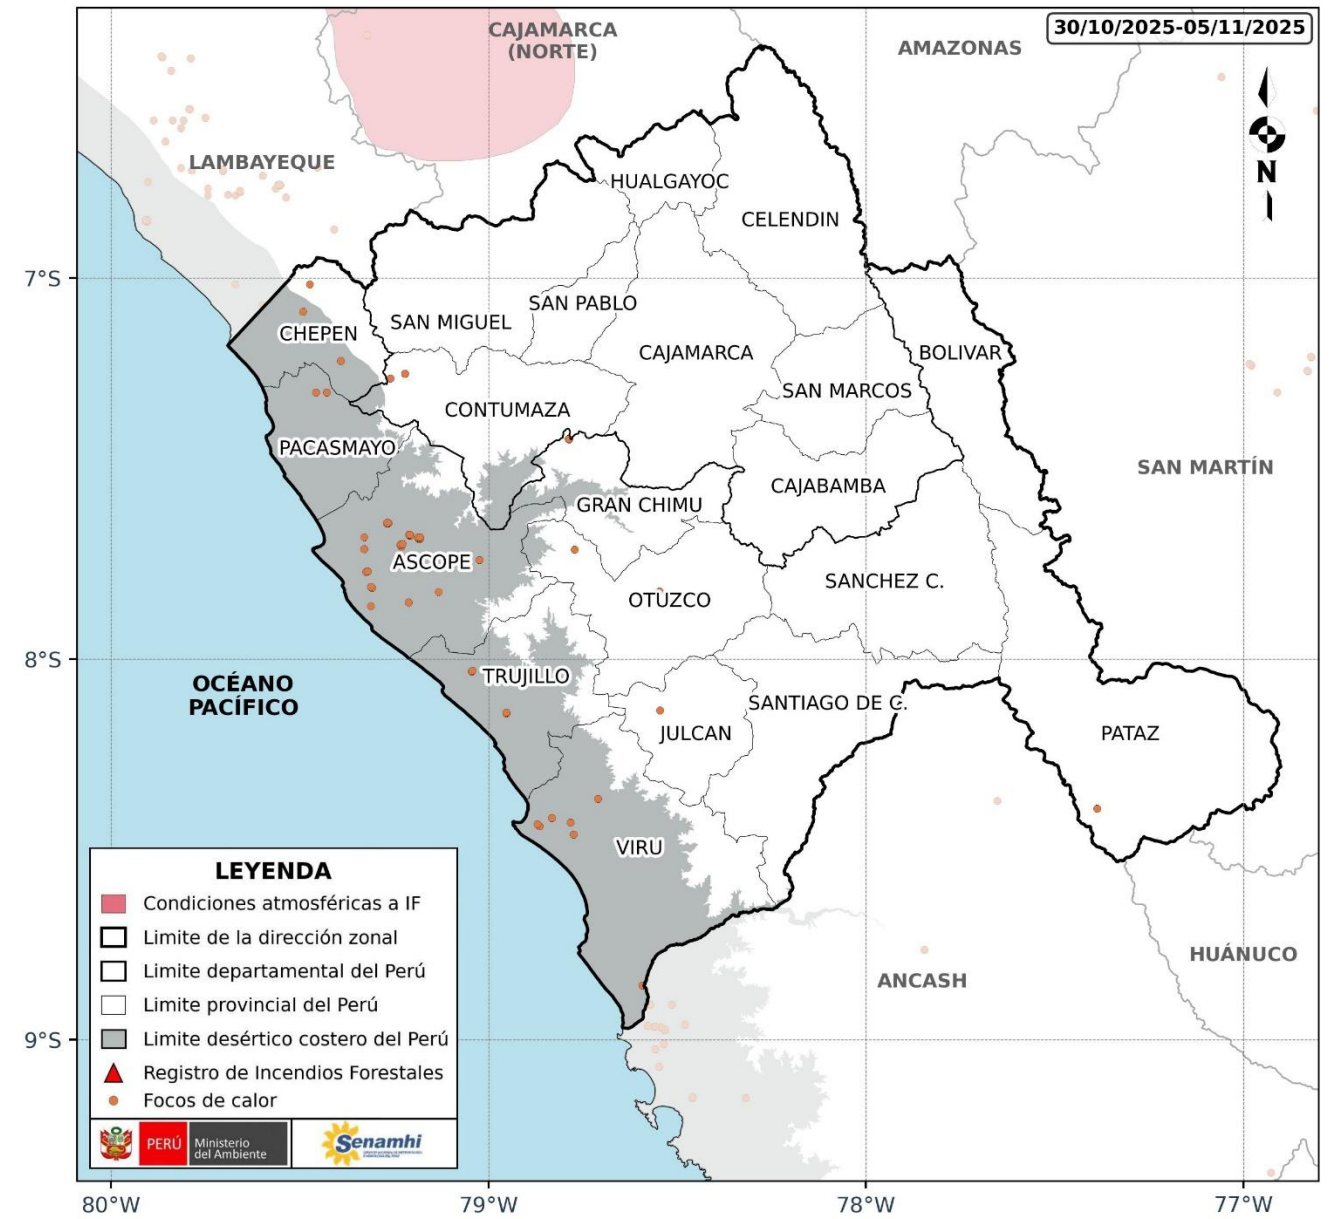 30/10/2025-05/11/2025
CAJAMARCA
(NORTE)
AMAZONAS
LAMBAYEQUE
N
HUALGAYOC
CELENDIN
7°S
SAN PABLO
SAN MIGUEL
CHEPEN
CAJAMARCA
BOLIVAR
SAN MARCOS
CONTUMAZA
PACASMAYO
SAN MARTÍN
CAJABAMBA
GRAN CHIMU
ASCOPE
SANCHEZ C.
OTUZCO
8°S
OCÉANO
PACÍFICO
TRUJILLO
SANTIAGO DE C.
JULCAN
PATAZ
VIRU
HUÁNUCO
ANCASH
9°S
LEYENDA
Condiciones atmosféricas a IF
Limite de la dirección zonal
Limite departamental del Perú
Limite provincial del Perú
Limite desértico costero del Perú
Registro de Incendios Forestales
Focos de calor
PERÚ
Ministerio
del Ambiente
Senamhi
80°W
79°W
78°W
77°W